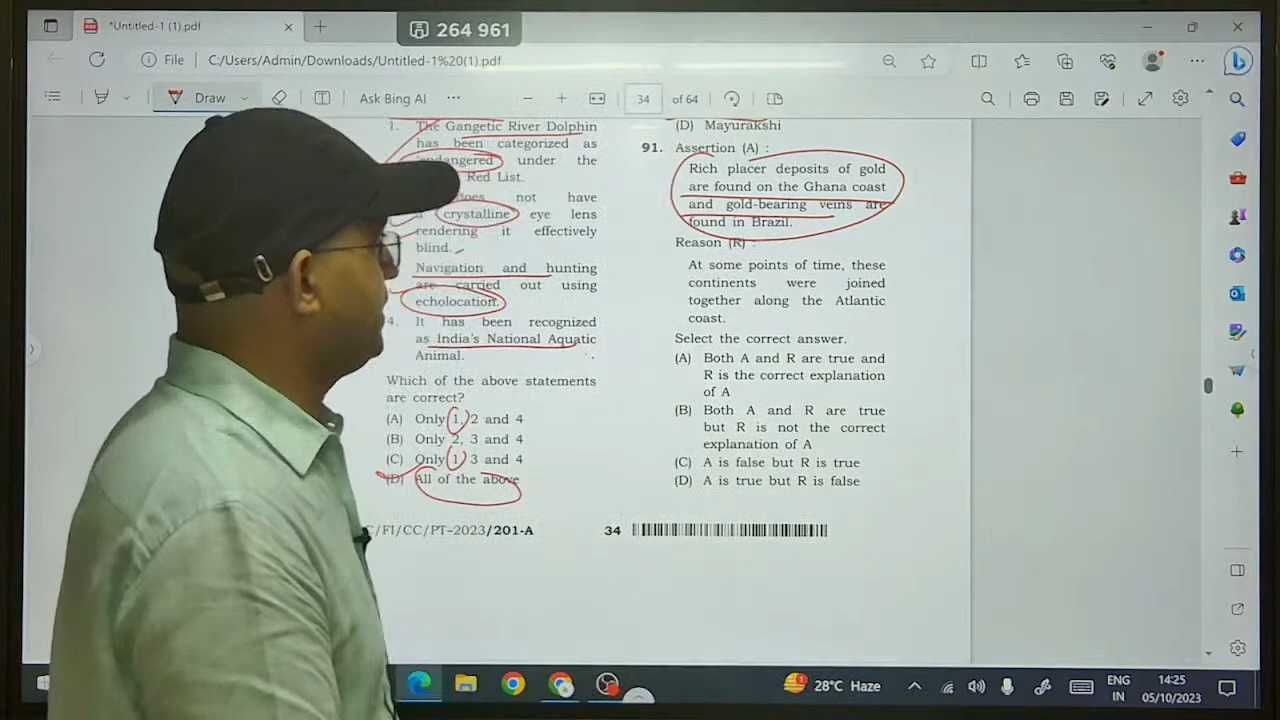 *Untitled-1 (1).pdf
264 961
File C:/Users/Admin/Downloads/Untitled-1%20(1).pdf
Draw Ask Bing AI 34 of 64
1. The Gangetic River Dolphin
has been categorized as
endangered under the
Red List.
does not have
a crystalline eye lens
rendering it effectively
blind.
Navigation and hunting
are carried out using
echolocation.
4. It has been recognized
as India's National Aquatic
Animal.
Which of the above statements
are correct?
(A) Only 1, 2 and 4
(B) Only 2, 3 and 4
(C) Only 1, 3 and 4
(D) All of the above
C/FI/CC/PT–2023/201-A 34
(D) Mayurakshi
91. Assertion (A) :
Rich placer deposits of gold
are found on the Ghana coast
and gold-bearing veins are
found in Brazil.
Reason (R) :
At some points of time, these
continents were joined
together along the Atlantic
coast.
Select the correct answer.
(A) Both A and R are true and
R is the correct explanation
of A
(B) Both A and R are true
but R is not the correct
explanation of A
(C) A is false but R is true
(D) A is true but R is false
28°C Haze
ENG
IN
14:25
05/10/2023